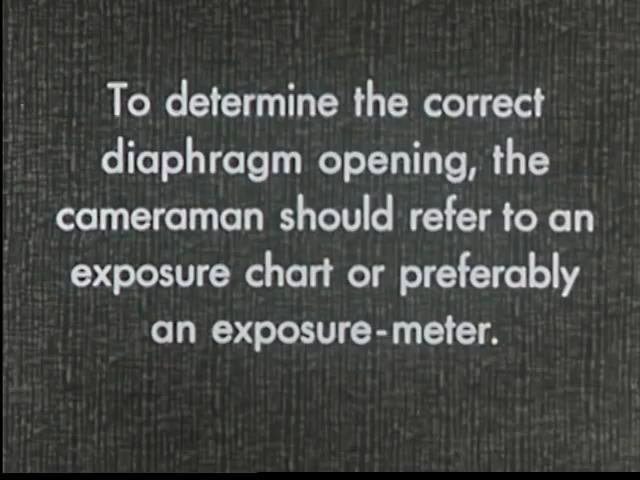 To determine the correct
diaphragm opening, the
cameraman should refer to an
exposure chart or preferably
an exposure-meter.